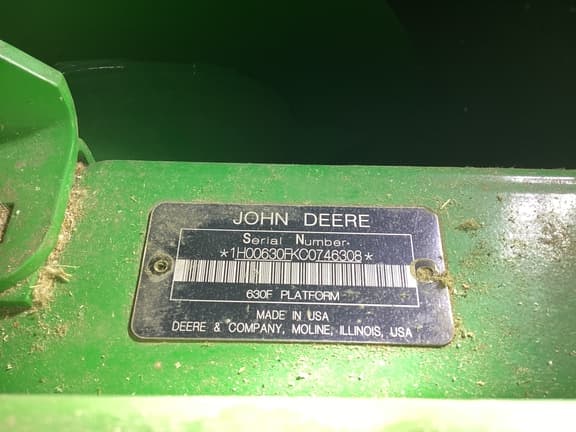 JOHN DEERE
Serial Number
*1H00630FKC0746308*
630F PLATFORM
MADE IN USA
DEERE & COMPANY, MOLINE, ILLINOIS, USA